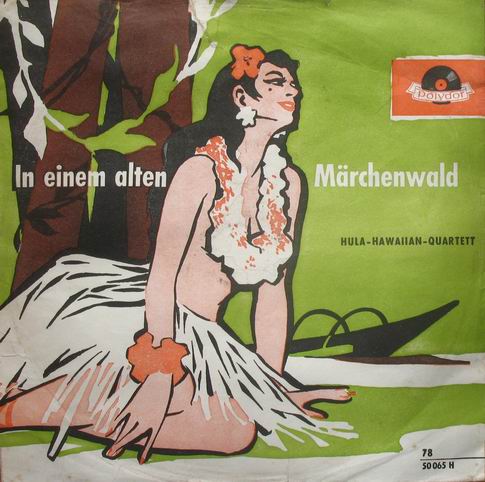 polydor
In einem alten Märchenwald
HULA-HAWAIIAN-QUARTETT
78
50 065 H